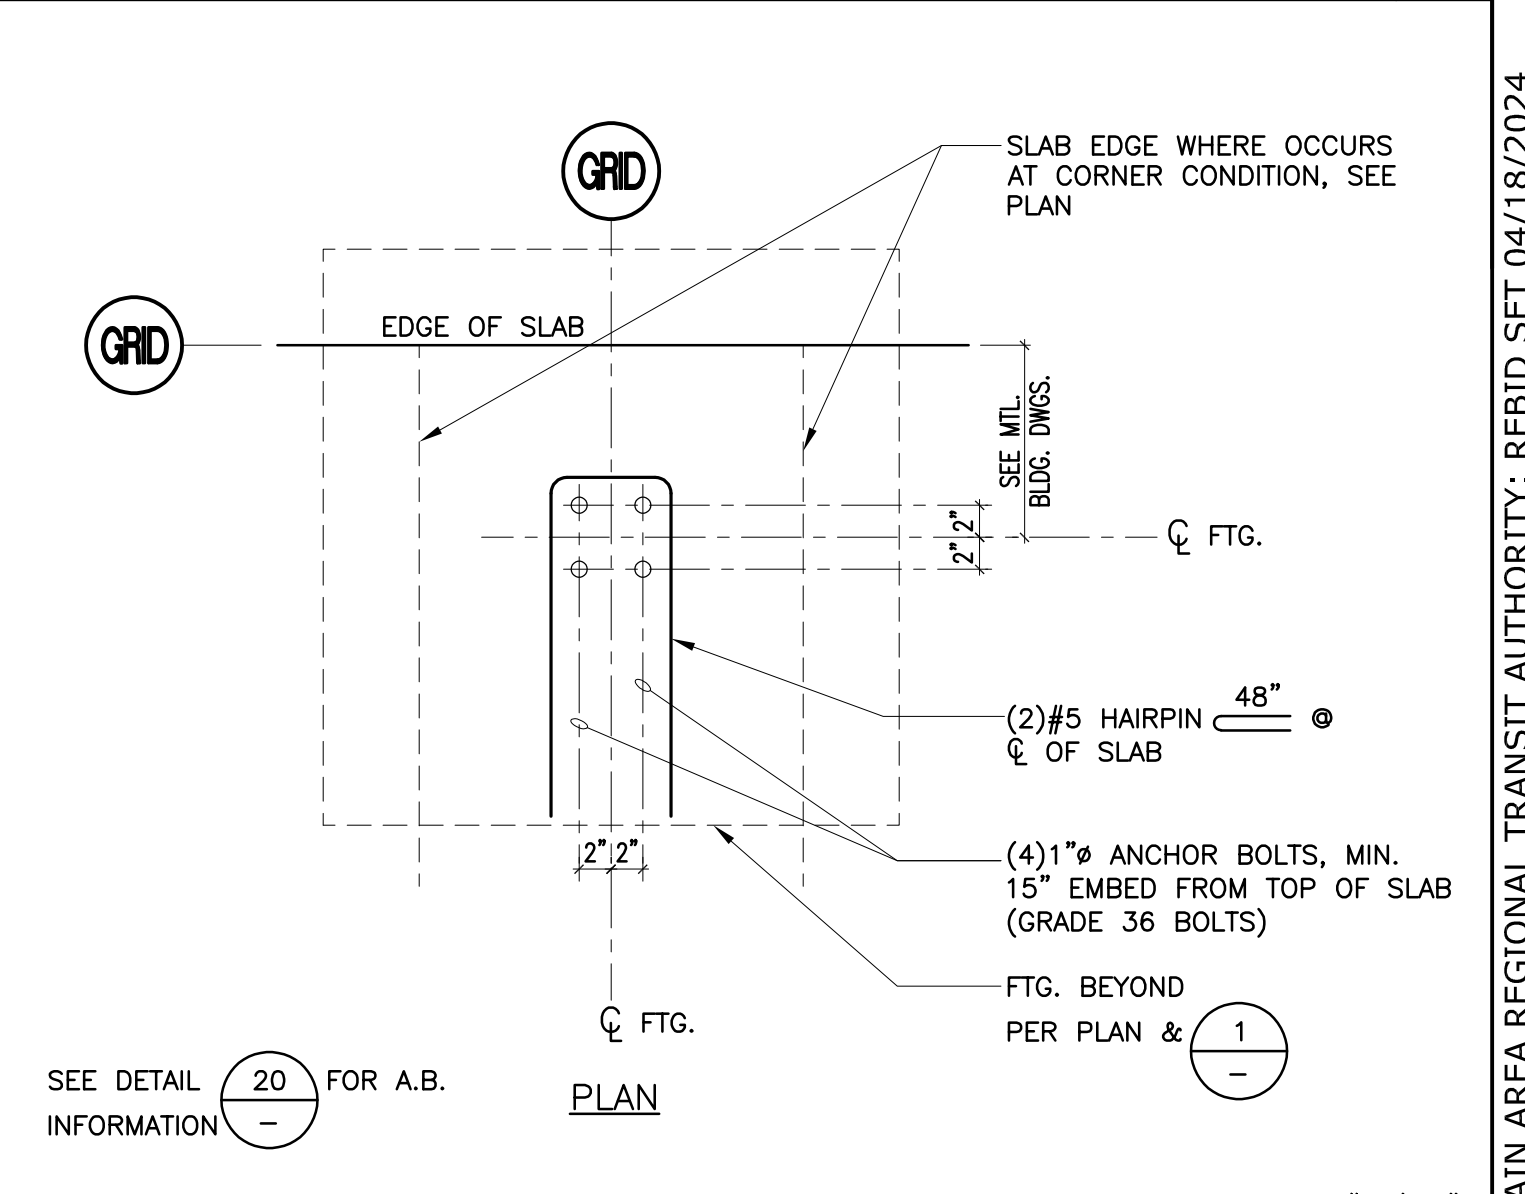 GRID
SLAB EDGE WHERE OCCURS
AT CORNER CONDITION, SEE
PLAN
GRID
EDGE OF SLAB
SEE MTL.
BLDG. DWGS.
2"
2"
℄ FTG.
(2)#5 HAIRPIN 48" @
℄ OF SLAB
2" 2"
(4)1"ø ANCHOR BOLTS, MIN.
15" EMBED FROM TOP OF SLAB
(GRADE 36 BOLTS)
FTG. BEYOND
PER PLAN & 1
–
℄ FTG.
SEE DETAIL 20 FOR A.B.
INFORMATION –
PLAN
AREA REGIONAL TRANSIT AUTHORITY: REBID SET 04/18/2024